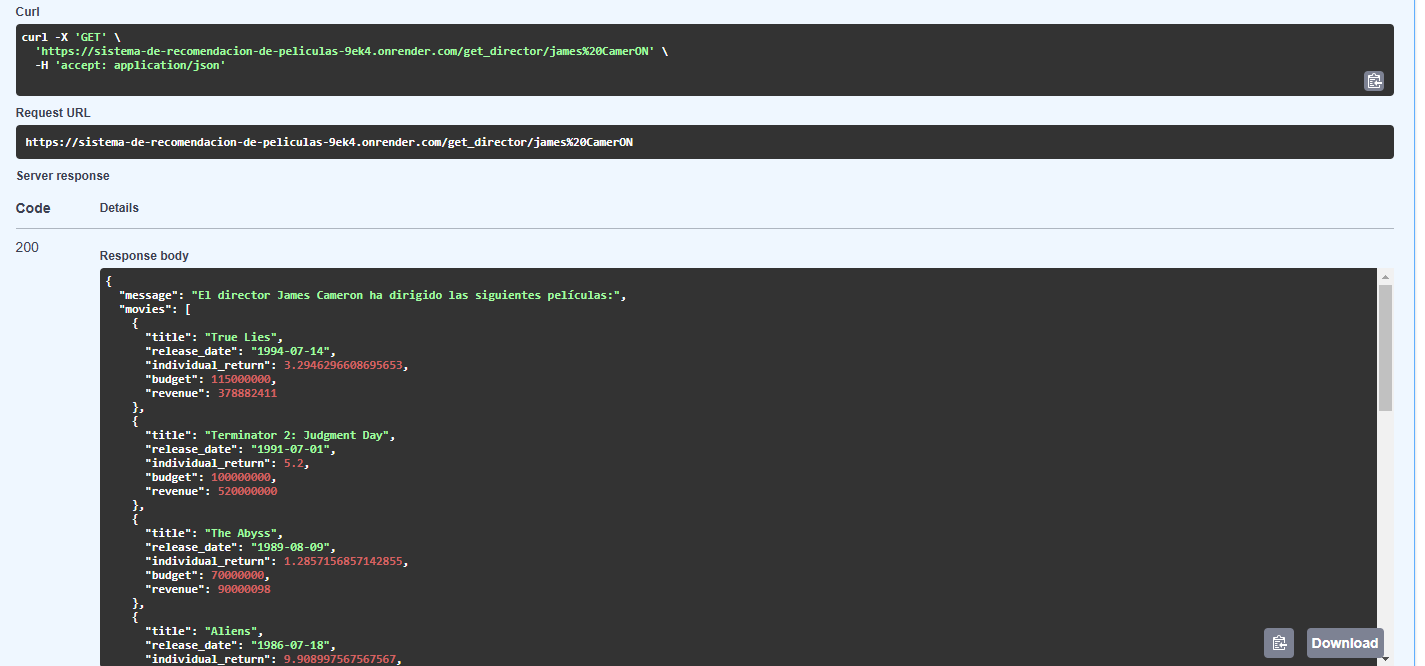 Curl
curl -X 'GET' \
  'https://sistema-de-recomendacion-de-peliculas-9ek4.onrender.com/get_director/james%20CamerON' \
  -H 'accept: application/json'
Request URL
https://sistema-de-recomendacion-de-peliculas-9ek4.onrender.com/get_director/james%20CamerON
Server response
Code Details
200
Response body
{
  "message": "El director James Cameron ha dirigido las siguientes películas:",
  "movies": [
    {
      "title": "True Lies",
      "release_date": "1994-07-14",
      "individual_return": 3.2946296608695653,
      "budget": 115000000,
      "revenue": 378882411
    },
    {
      "title": "Terminator 2: Judgment Day",
      "release_date": "1991-07-01",
      "individual_return": 5.2,
      "budget": 100000000,
      "revenue": 520000000
    },
    {
      "title": "The Abyss",
      "release_date": "1989-08-09",
      "individual_return": 1.2857156857142855,
      "budget": 70000000,
      "revenue": 90000098
    },
    {
      "title": "Aliens",
      "release_date": "1986-07-18",
      "individual_return": 9.908997567567567,
Download